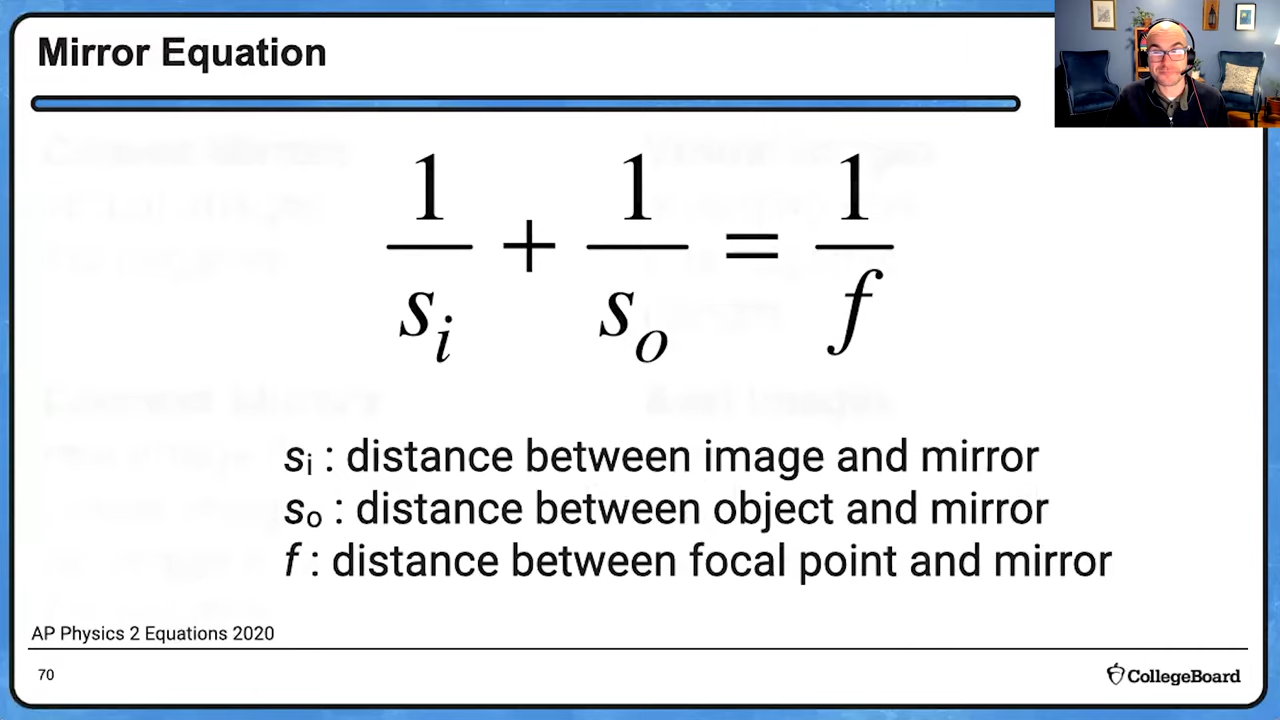 Mirror Equation
1/s_i + 1/s_o = 1/f
s_i : distance between image and mirror
s_o : distance between object and mirror
f : distance between focal point and mirror
AP Physics 2 Equations 2020
70
CollegeBoard